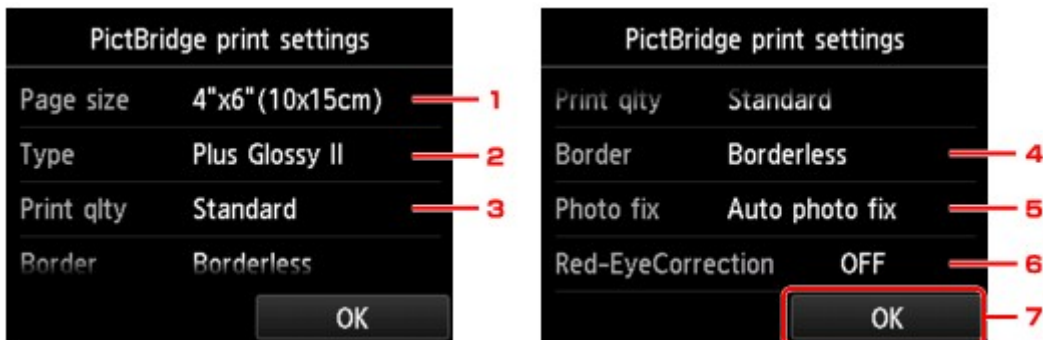 PictBridge print settings
Page size 4"x6"(10x15cm) 1
Type Plus Glossy II 2
Print qlty Standard 3
Border Borderless
OK
PictBridge print settings
Print qlty Standard
Border Borderless 4
Photo fix Auto photo fix 5
Red-EyeCorrection OFF 6
OK 7